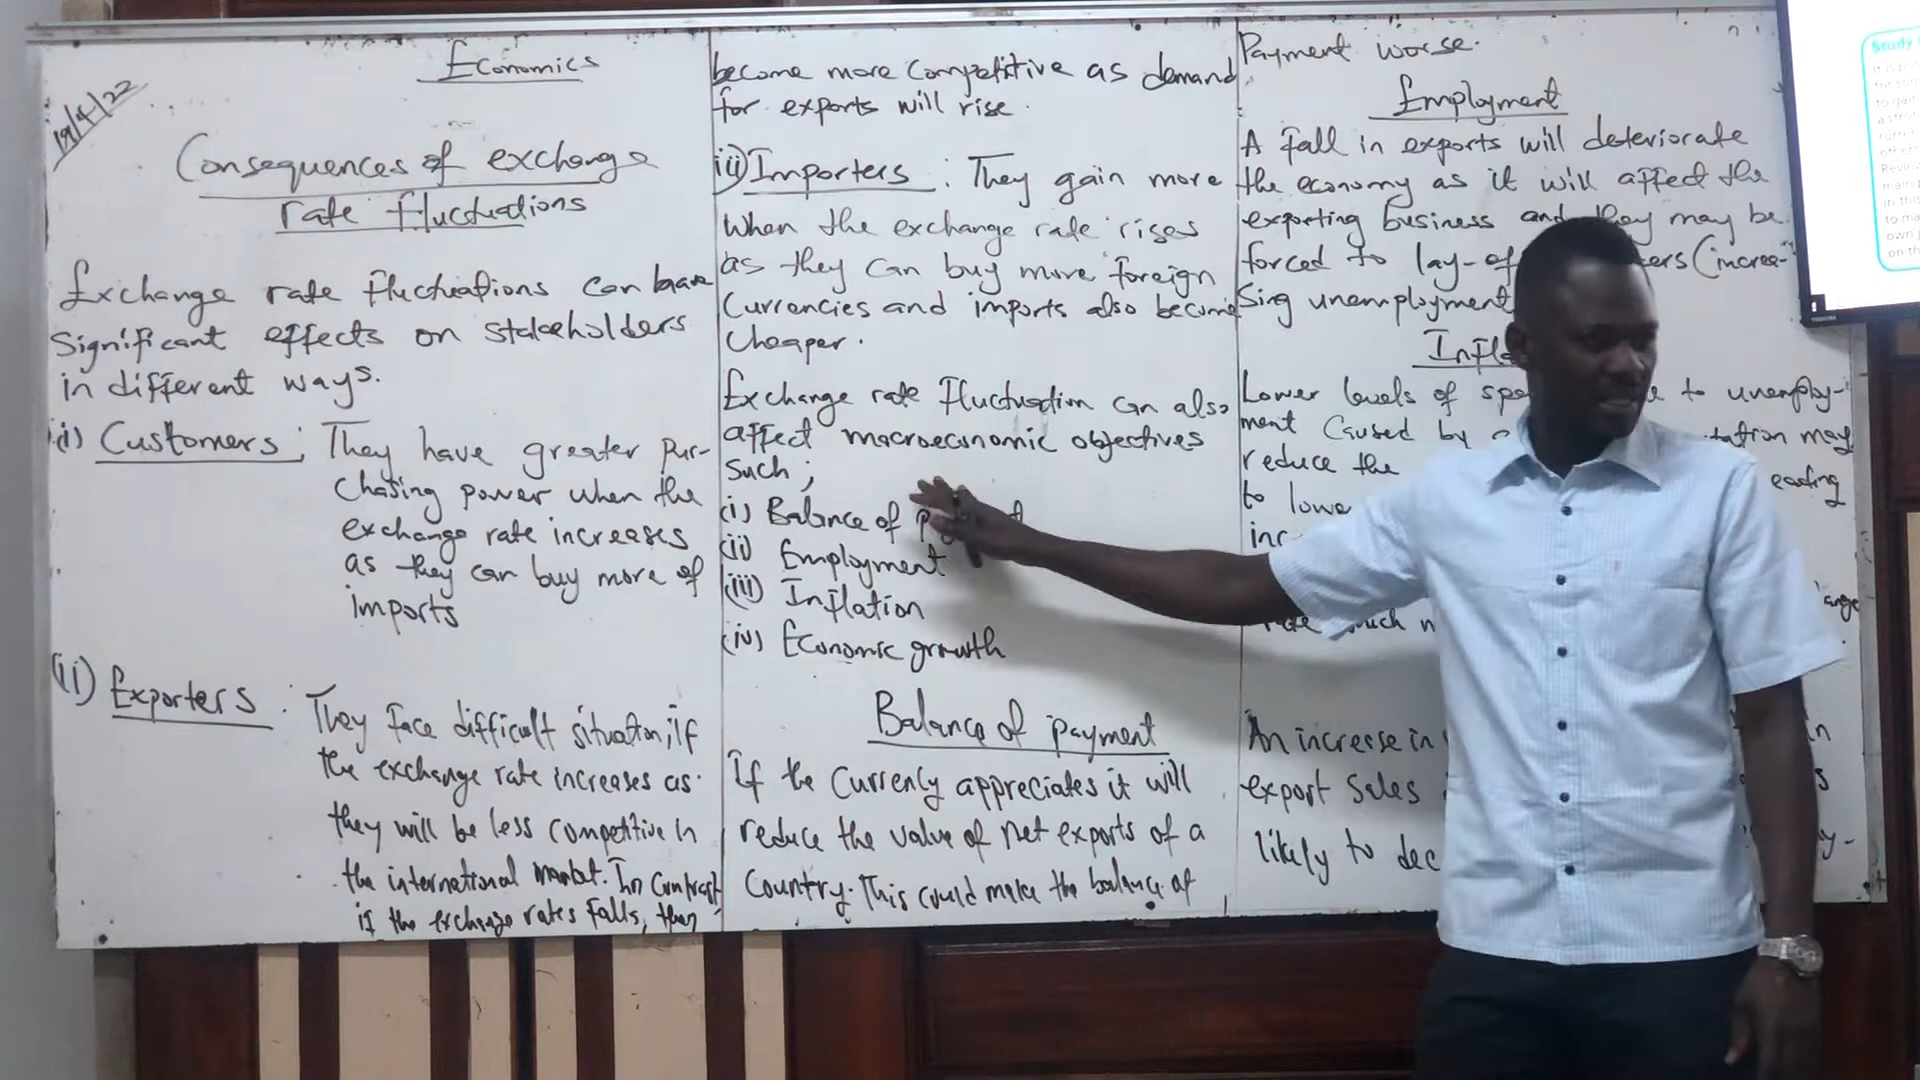 Economics
19/4/22
Consequences of exchange
rate fluctuations
Exchange rate fluctuations can have
significant effects on stakeholders
in different ways.
(i) Customers; They have greater pur-
chasing power when the
exchange rate increases
as they can buy more of
imports
(ii) Exporters: They face difficult situation, if
the exchange rate increases as
they will be less competitive in
the international market. In contrast
if the exchange rates falls, then
become more competitive as demand
for exports will rise.
iii) Importers: They gain more
when the exchange rate rises
as they can buy more foreign
currencies and imports also become
cheaper.
Exchange rate fluctuation can also
affect macroeconomic objectives
such;
(i) Balance of
(ii) Employment
(iii) Inflation
(iv) Economic growth
Balance of payment
If the currency appreciates it will
reduce the value of net exports of a
country. This could make the balance of
Payment worse.
Employment
A fall in exports will deteriorate
the economy as it will affect the
exporting business and they may be
forced to lay-of (increa-
sing unemployment
Lower levels of to unemploy-
ment caused by may
reduce the
to lowe
inc
An increase in
export sales
likely to dec
Study